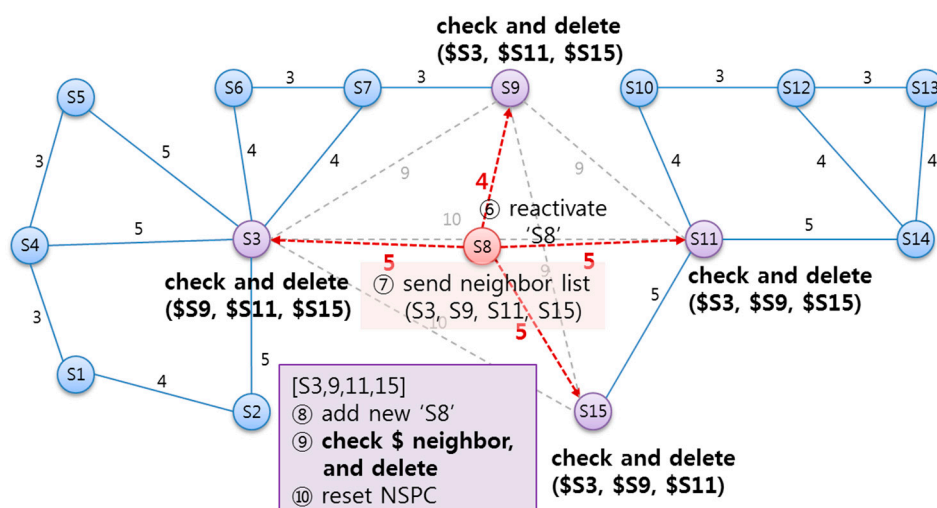 check and delete
($S3, $S11, $S15)
S5
S6
3
S7
3
S9
S10
3
S12
3
S13
3
5
4
4
9
9
4
4
4
4
⑥ reactivate
'S8'
S4
5
S3
10
S8
S11
5
S14
5
5
check and delete
($S9, $S11, $S15)
⑦ send neighbor list
(S3, S9, S11, S15)
9
10
5
check and delete
($S3, $S9, $S15)
3
5
5
S1
4
S2
[S3,9,11,15]
⑧ add new 'S8'
⑨ check $ neighbor,
and delete
⑩ reset NSPC
S15
check and delete
($S3, $S9, $S11)